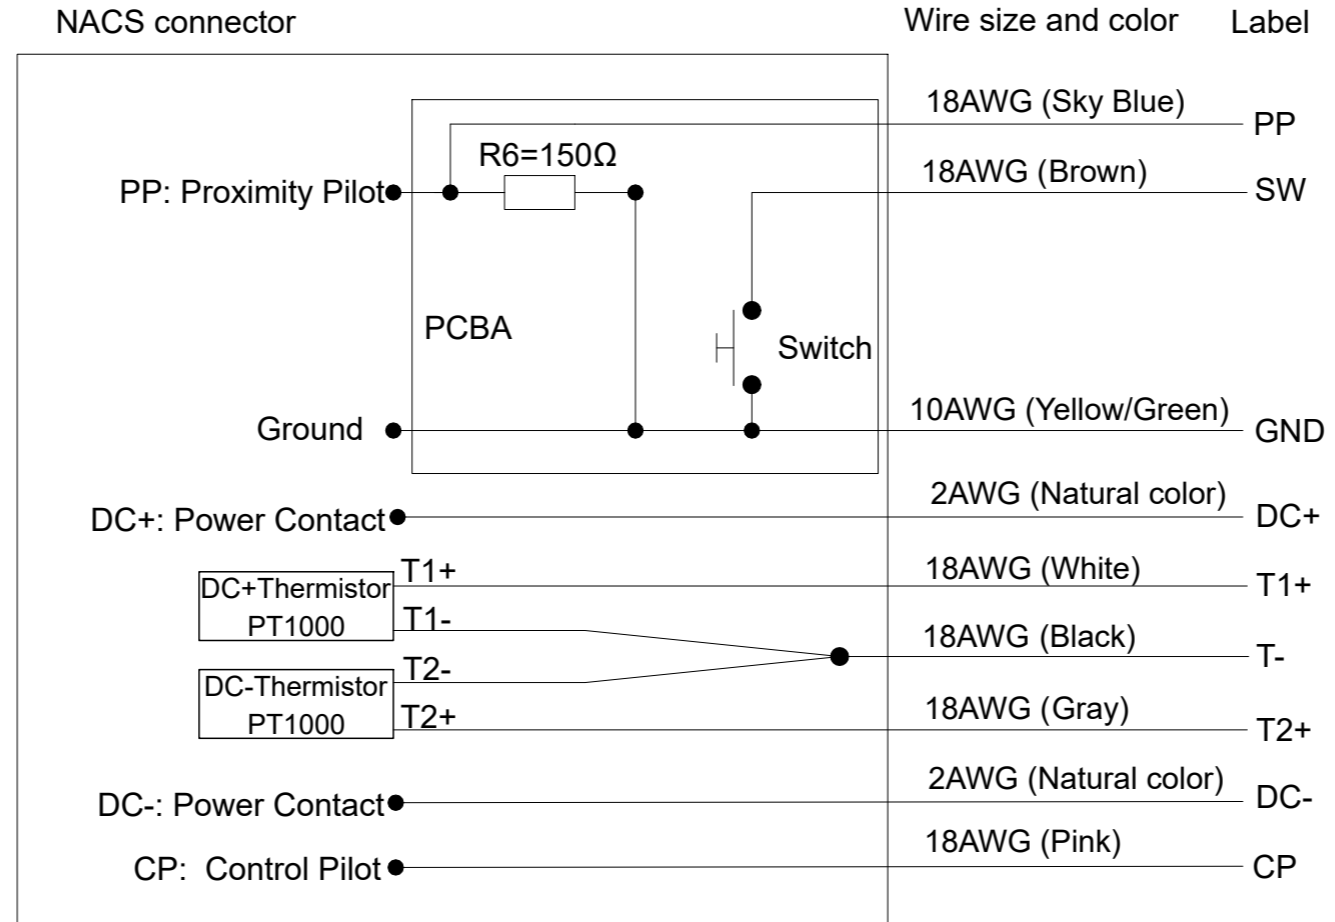 NACS connector
Wire size and color
Label
18AWG (Sky Blue)
PP
R6=150Ω
PP: Proximity Pilot
18AWG (Brown)
SW
PCBA
Switch
Ground
10AWG (Yellow/Green)
GND
DC+: Power Contact
2AWG (Natural color)
DC+
DC+Thermistor
PT1000
T1+
18AWG (White)
T1+
T1-
18AWG (Black)
T-
DC-Thermistor
PT1000
T2-
T2+
18AWG (Gray)
T2+
DC-: Power Contact
2AWG (Natural color)
DC-
CP: Control Pilot
18AWG (Pink)
CP